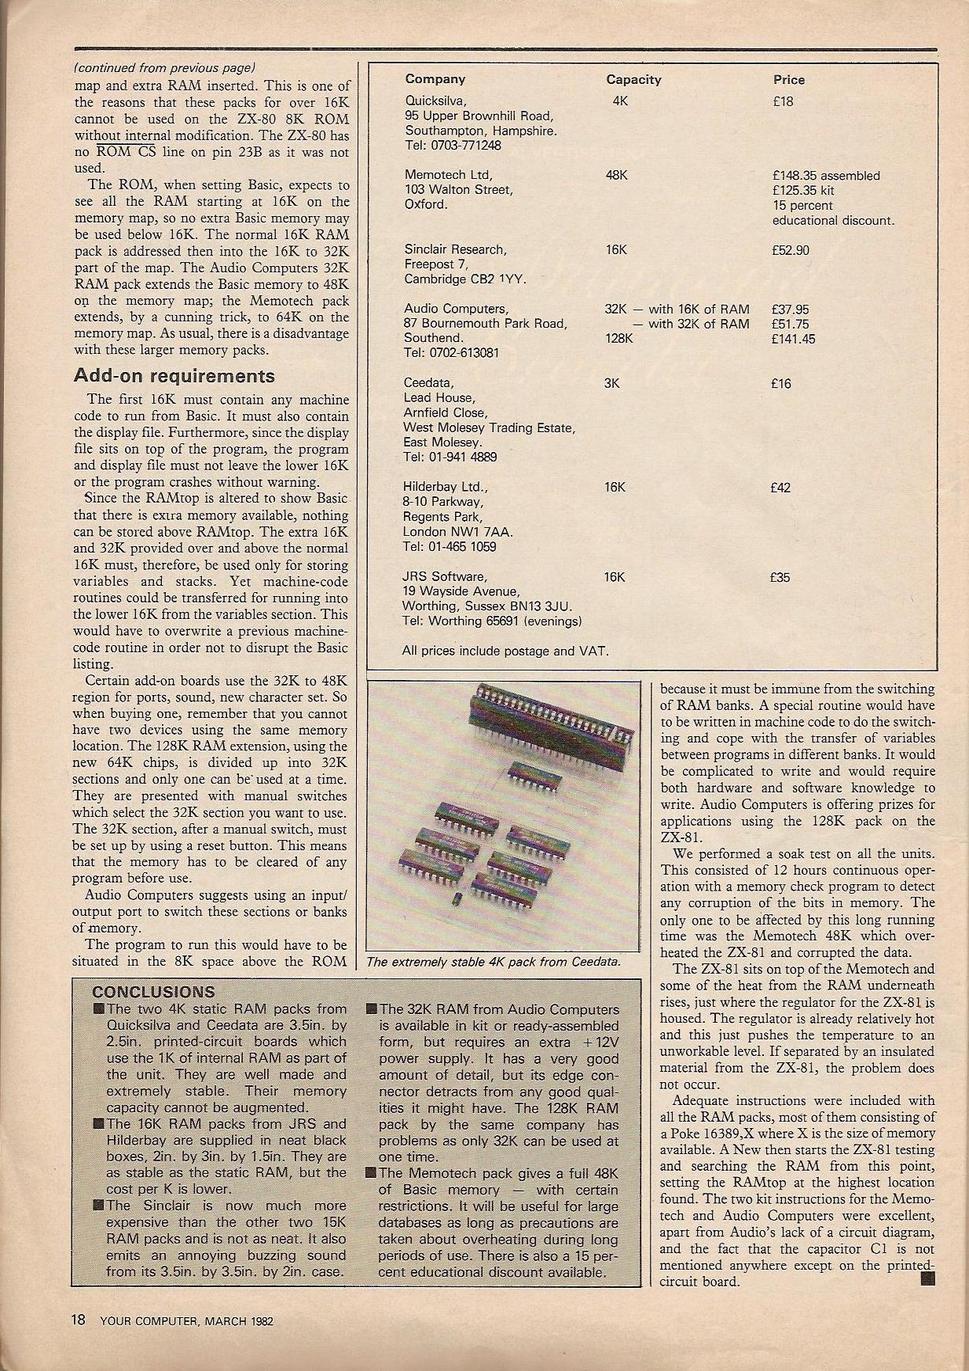 (continued from previous page)
map and extra RAM inserted. This is one of
the reasons that these packs for over 16K
cannot be used on the ZX-80 8K ROM
without internal modification. The ZX-80 has
no ROM CS line on pin 23B as it was not
used.
The ROM, when setting Basic, expects to
see all the RAM starting at 16K on the
memory map, so no extra Basic memory may
be used below 16K. The normal 16K RAM
pack is addressed then into the 16K to 32K
part of the map. The Audio Computers 32K
RAM pack extends the Basic memory to 48K
on the memory map; the Memotech pack
extends, by a cunning trick, to 64K on the
memory map. As usual, there is a disadvantage
with these larger memory packs.
Add-on requirements
The first 16K must contain any machine
code to run from Basic. It must also contain
the display file. Furthermore, since the display
file sits on top of the program, the program
and display file must not leave the lower 16K
or the program crashes without warning.
Since the RAMtop is altered to show Basic
that there is extra memory available, nothing
can be stored above RAMtop. The extra 16K
and 32K provided over and above the normal
16K must, therefore, be used only for storing
variables and stacks. Yet machine-code
routines could be transferred for running into
the lower 16K from the variables section. This
would have to overwrite a previous machine-
code routine in order not to disrupt the Basic
listing.
Certain add-on boards use the 32K to 48K
region for ports, sound, new character set. So
when buying one, remember that you cannot
have two devices using the same memory
location. The 128K RAM extension, using the
new 64K chips, is divided up into 32K
sections and only one can be used at a time.
They are presented with manual switches
which select the 32K section you want to use.
The 32K section, after a manual switch, must
be set up by using a reset button. This means
that the memory has to be cleared of any
program before use.
Audio Computers suggests using an input/
output port to switch these sections or banks
of memory.
The program to run this would have to be
situated in the 8K space above the ROM
Company Capacity Price
Quicksilva, 4K £18
95 Upper Brownhill Road,
Southampton, Hampshire.
Tel: 0703-771248
Memotech Ltd, 48K £148.35 assembled
103 Walton Street, £125.35 kit
Oxford. 15 percent
educational discount.
Sinclair Research, 16K £52.90
Freepost 7,
Cambridge CB2 1YY.
Audio Computers, 32K — with 16K of RAM £37.95
87 Bournemouth Park Road, — with 32K of RAM £51.75
Southend. 128K £141.45
Tel: 0702-613081
Ceedata, 3K £16
Lead House,
Arnfield Close,
West Molesey Trading Estate,
East Molesey.
Tel: 01-941 4889
Hilderbay Ltd., 16K £42
8-10 Parkway,
Regents Park,
London NW1 7AA.
Tel: 01-465 1059
JRS Software, 16K £35
19 Wayside Avenue,
Worthing, Sussex BN13 3JU.
Tel: Worthing 65691 (evenings)
All prices include postage and VAT.
The extremely stable 4K pack from Ceedata.
because it must be immune from the switching
of RAM banks. A special routine would have
to be written in machine code to do the switch-
ing and cope with the transfer of variables
between programs in different banks. It would
be complicated to write and would require
both hardware and software knowledge to
write. Audio Computers is offering prizes for
applications using the 128K pack on the
ZX-81.
We performed a soak test on all the units.
This consisted of 12 hours continuous oper-
ation with a memory check program to detect
any corruption of the bits in memory. The
only one to be affected by this long running
time was the Memotech 48K which over-
heated the ZX-81 and corrupted the data.
The ZX-81 sits on top of the Memotech and
some of the heat from the RAM underneath
rises, just where the regulator for the ZX-81 is
housed. The regulator is already relatively hot
and this just pushes the temperature to an
unworkable level. If separated by an insulated
material from the ZX-81, the problem does
not occur.
Adequate instructions were included with
all the RAM packs, most of them consisting of
a Poke 16389,X where X is the size of memory
available. A New then starts the ZX-81 testing
and searching the RAM from this point,
setting the RAMtop at the highest location
found. The two kit instructions for the Memo-
tech and Audio Computers were excellent,
apart from Audio's lack of a circuit diagram,
and the fact that the capacitor C1 is not
mentioned anywhere except on the printed-
circuit board. ■
CONCLUSIONS
■ The two 4K static RAM packs from
Quicksilva and Ceedata are 3.5in. by
2.5in. printed-circuit boards which
use the 1K of internal RAM as part of
the unit. They are well made and
extremely stable. Their memory
capacity cannot be augmented.
■ The 16K RAM packs from JRS and
Hilderbay are supplied in neat black
boxes, 2in. by 3in. by 1.5in. They are
as stable as the static RAM, but the
cost per K is lower.
■ The Sinclair is now much more
expensive than the other two 15K
RAM packs and is not as neat. It also
emits an annoying buzzing sound
from its 3.5in. by 3.5in. by 2in. case.
■ The 32K RAM from Audio Computers
is available in kit or ready-assembled
form, but requires an extra +12V
power supply. It has a very good
amount of detail, but its edge con-
nector detracts from any good qual-
ities it might have. The 128K RAM
pack by the same company has
problems as only 32K can be used at
one time.
■ The Memotech pack gives a full 48K
of Basic memory — with certain
restrictions. It will be useful for large
databases as long as precautions are
taken about overheating during long
periods of use. There is also a 15 per-
cent educational discount available.
18 YOUR COMPUTER, MARCH 1982